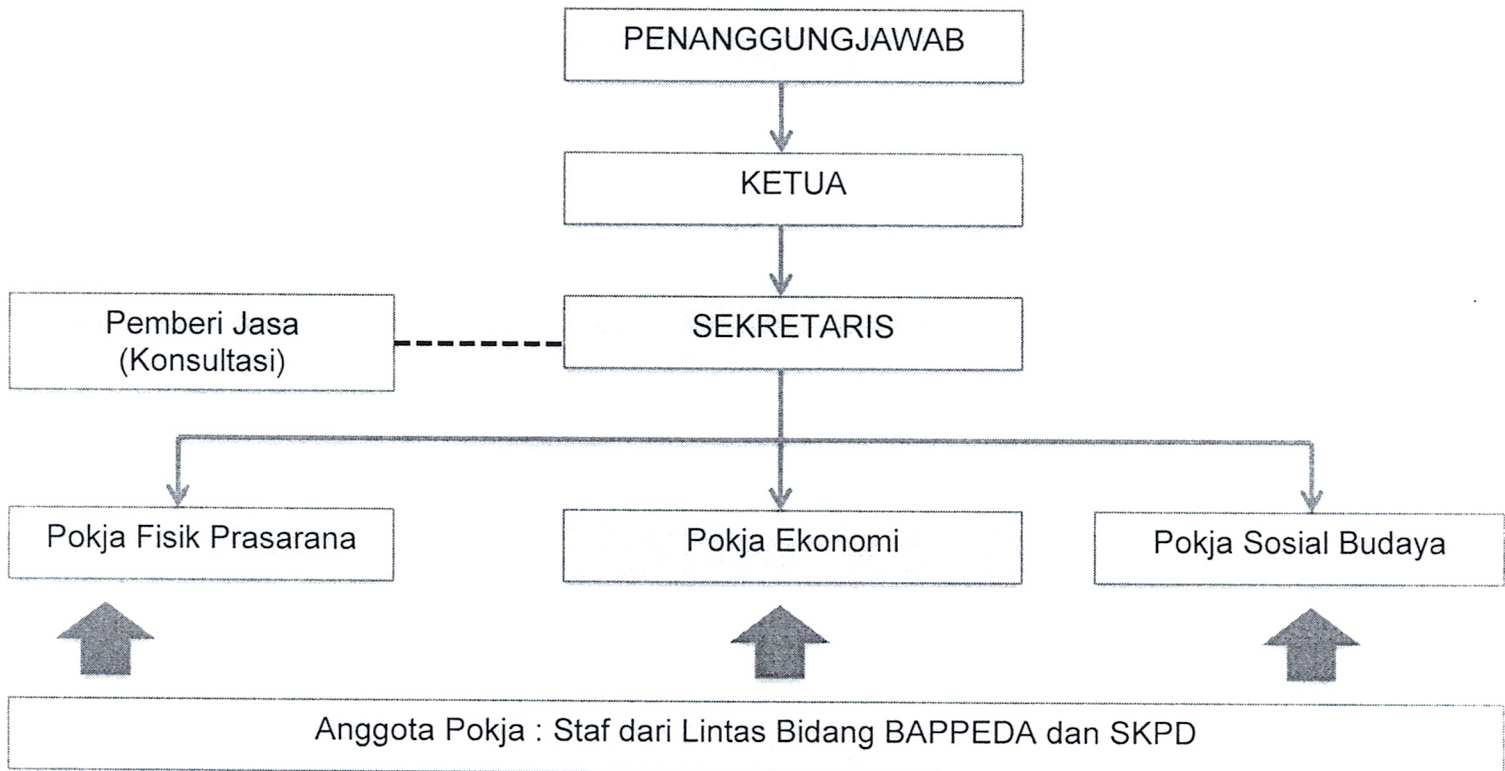 PENANGGUNGJAWAB
KETUA
SEKRETARIS
Pemberi Jasa
(Konsultasi)
Pokja Fisik Prasarana
Pokja Ekonomi
Pokja Sosial Budaya
Anggota Pokja : Staf dari Lintas Bidang BAPPEDA dan SKPD